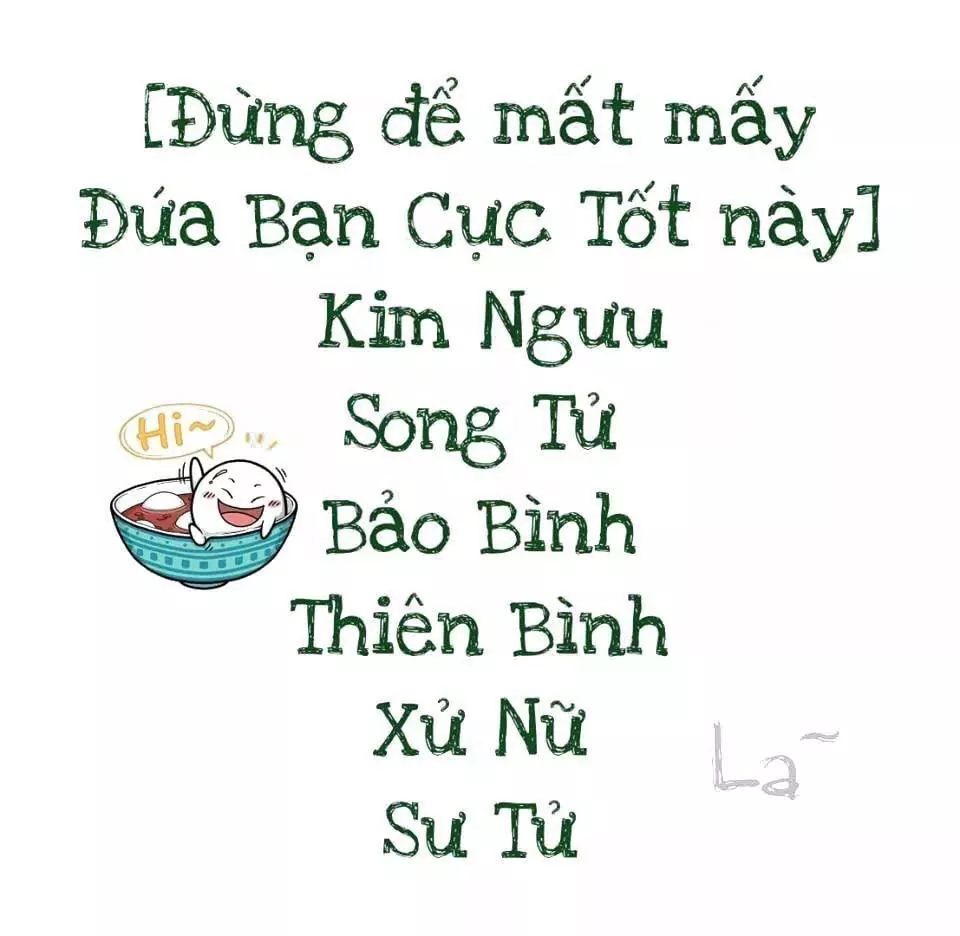 [Đừng để mất mấy
Đứa Bạn Cực Tốt này]
Kim Ngưu
Song Tử
Hi~
Bảo Bình
Thiên Bình
Xử Nữ
La~
Sư Tử